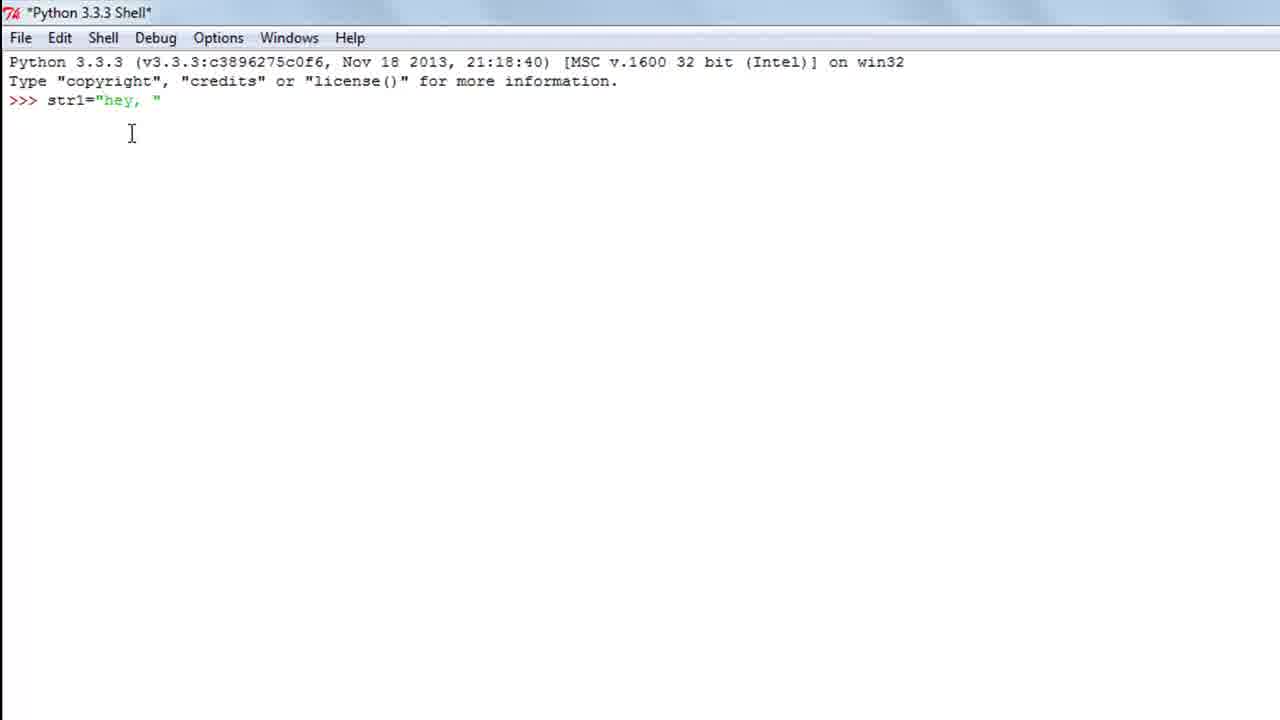 *Python 3.3.3 Shell*
File Edit Shell Debug Options Windows Help
Python 3.3.3 (v3.3.3:c3896275c0f6, Nov 18 2013, 21:18:40) [MSC v.1600 32 bit (Intel)] on win32
Type "copyright", "credits" or "license()" for more information.
>>> str1="hey, "